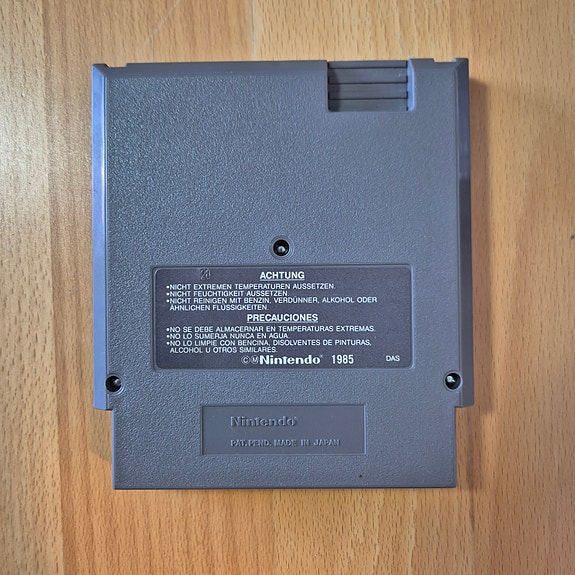 23
ACHTUNG
•NICHT EXTREMEN TEMPERATUREN AUSSETZEN.
•NICHT FEUCHTIGKEIT AUSSETZEN.
•NICHT REINIGEN MIT BENZIN, VERDÜNNER, ALKOHOL ODER
ÄHNLICHEN FLÜSSIGKEITEN.
PRECAUCIONES
•NO SE DEBE ALMACERNAR EN TEMPERATURAS EXTREMAS.
•NO LO SUMERJA NUNCA EN AGUA.
•NO LO LIMPIE CON BENCINA, DISOLVENTES DE PINTURAS,
ALCOHOL U OTROS SIMILARES.
©Ⓜ Nintendo® 1985 DAS
Nintendo®
PAT. PEND. MADE IN JAPAN